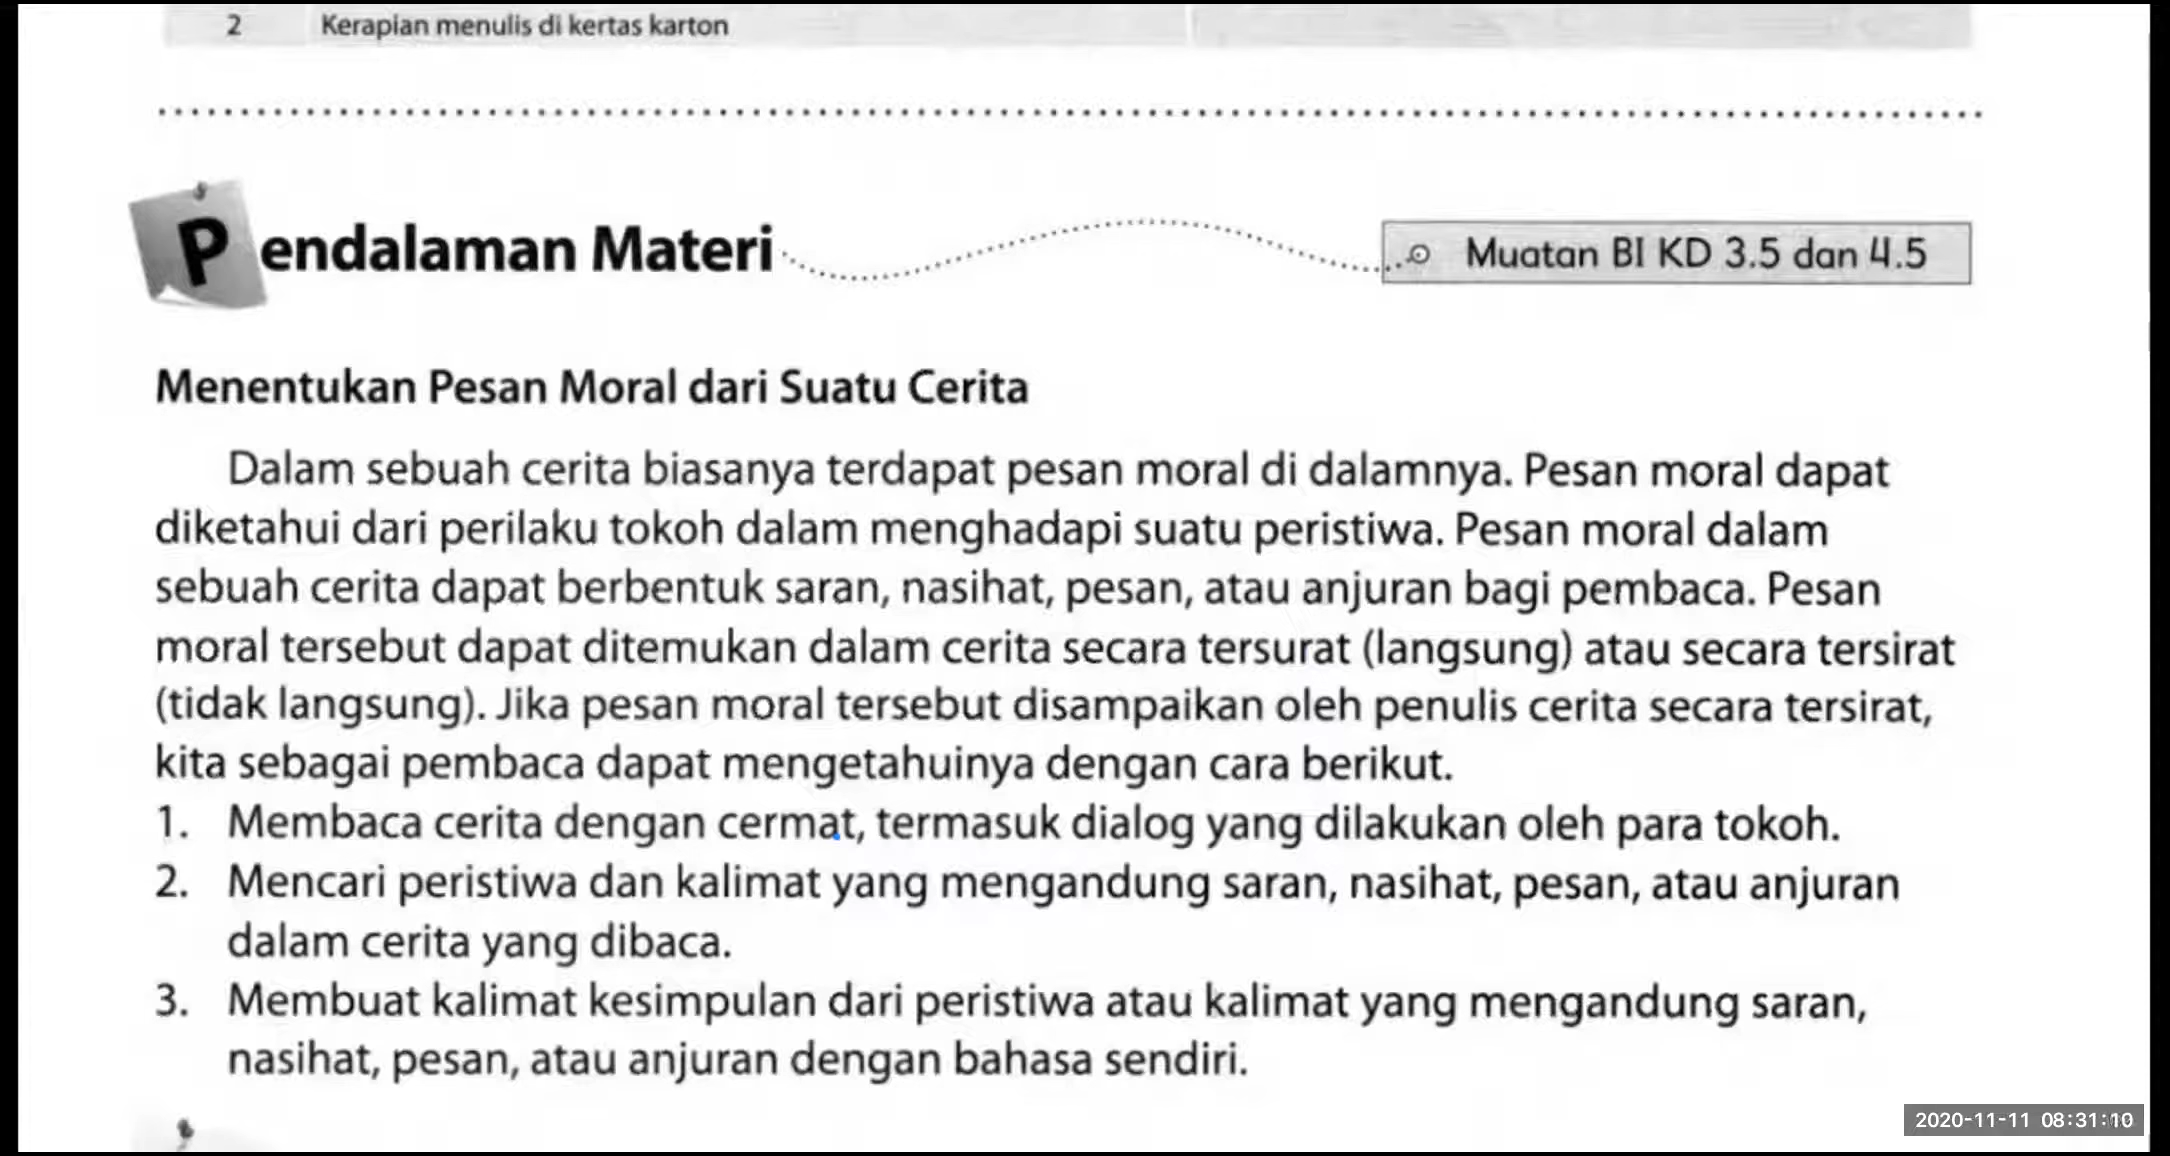 2 Kerapian menulis di kertas karton
Pendalaman Materi
Muatan BI KD 3.5 dan 4.5
Menentukan Pesan Moral dari Suatu Cerita
Dalam sebuah cerita biasanya terdapat pesan moral di dalamnya. Pesan moral dapat
diketahui dari perilaku tokoh dalam menghadapi suatu peristiwa. Pesan moral dalam
sebuah cerita dapat berbentuk saran, nasihat, pesan, atau anjuran bagi pembaca. Pesan
moral tersebut dapat ditemukan dalam cerita secara tersurat (langsung) atau secara tersirat
(tidak langsung). Jika pesan moral tersebut disampaikan oleh penulis cerita secara tersirat,
kita sebagai pembaca dapat mengetahuinya dengan cara berikut.
1. Membaca cerita dengan cermat, termasuk dialog yang dilakukan oleh para tokoh.
2. Mencari peristiwa dan kalimat yang mengandung saran, nasihat, pesan, atau anjuran
dalam cerita yang dibaca.
3. Membuat kalimat kesimpulan dari peristiwa atau kalimat yang mengandung saran,
nasihat, pesan, atau anjuran dengan bahasa sendiri.
2020-11-11 08:31:10